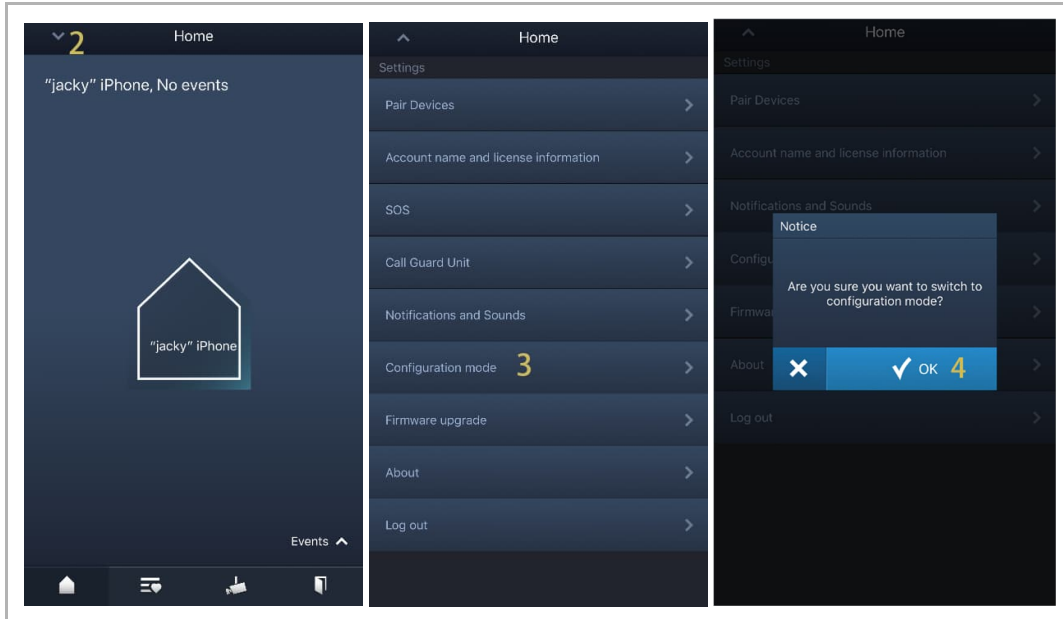 2
Home
"jacky" iPhone, No events
"jacky" iPhone
Events
Home
Settings
Pair Devices
Account name and license information
SOS
Call Guard Unit
Notifications and Sounds
Configuration mode
3
Firmware upgrade
About
Log out
Home
Settings
Pair Devices
Account name and license information
Notifications and Sounds
Notice
Configu
Are you sure you want to switch to
configuration mode?
Firmwa
About
OK
4
Log out